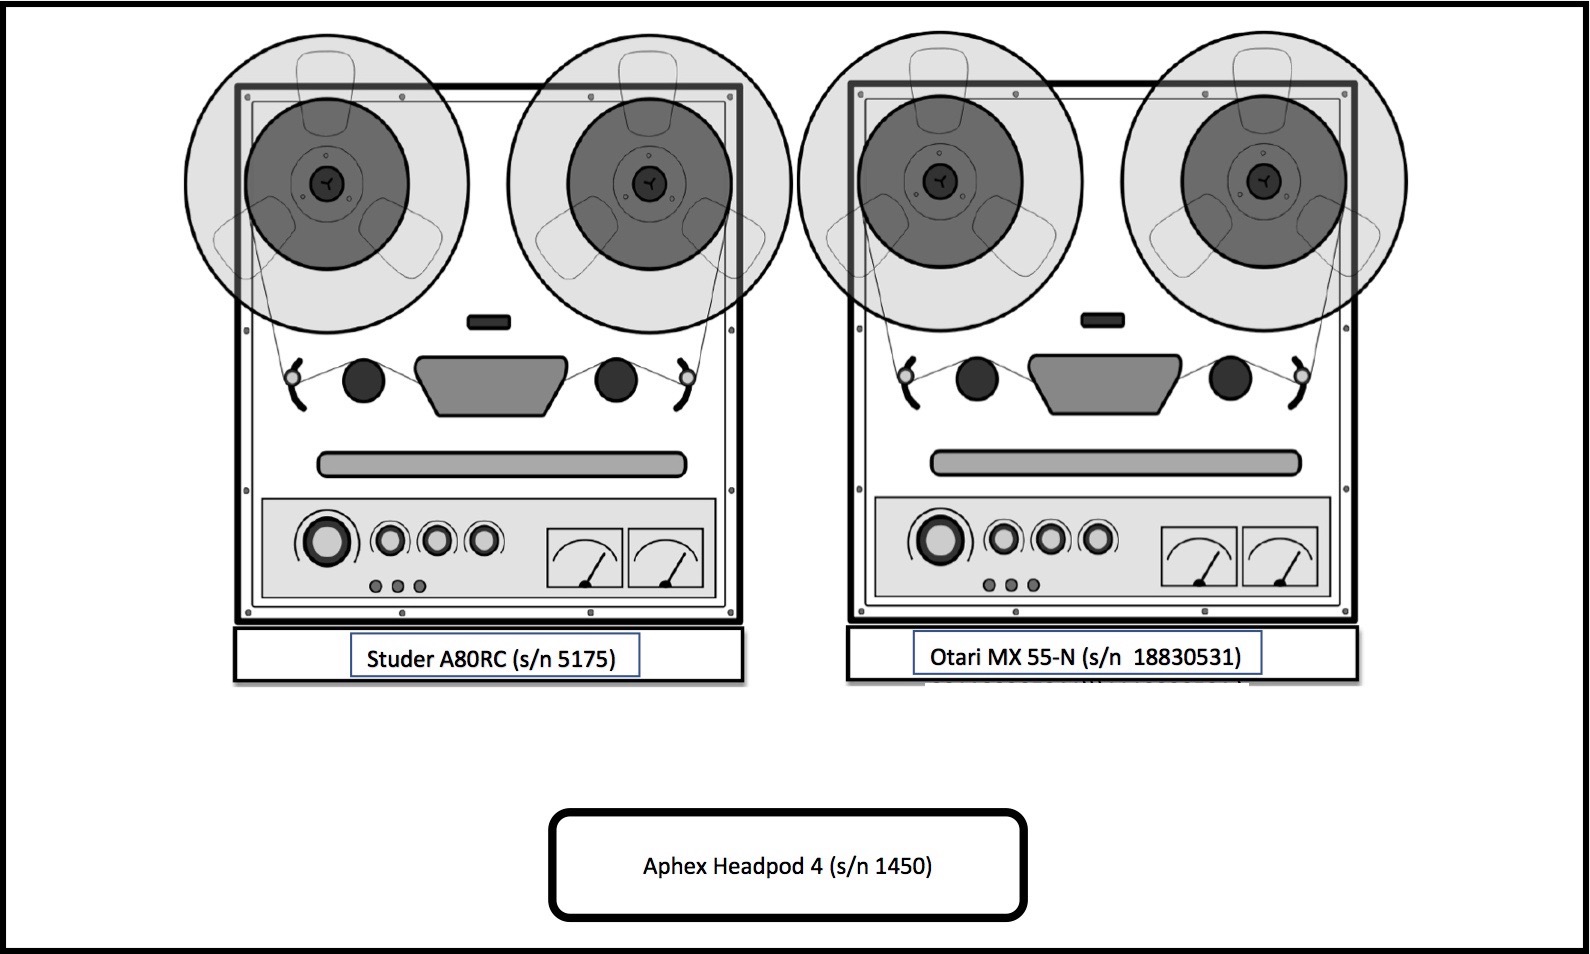 Studer A80RC (s/n 5175)
Otari MX 55-N (s/n  18830531)
Aphex Headpod 4 (s/n 1450)